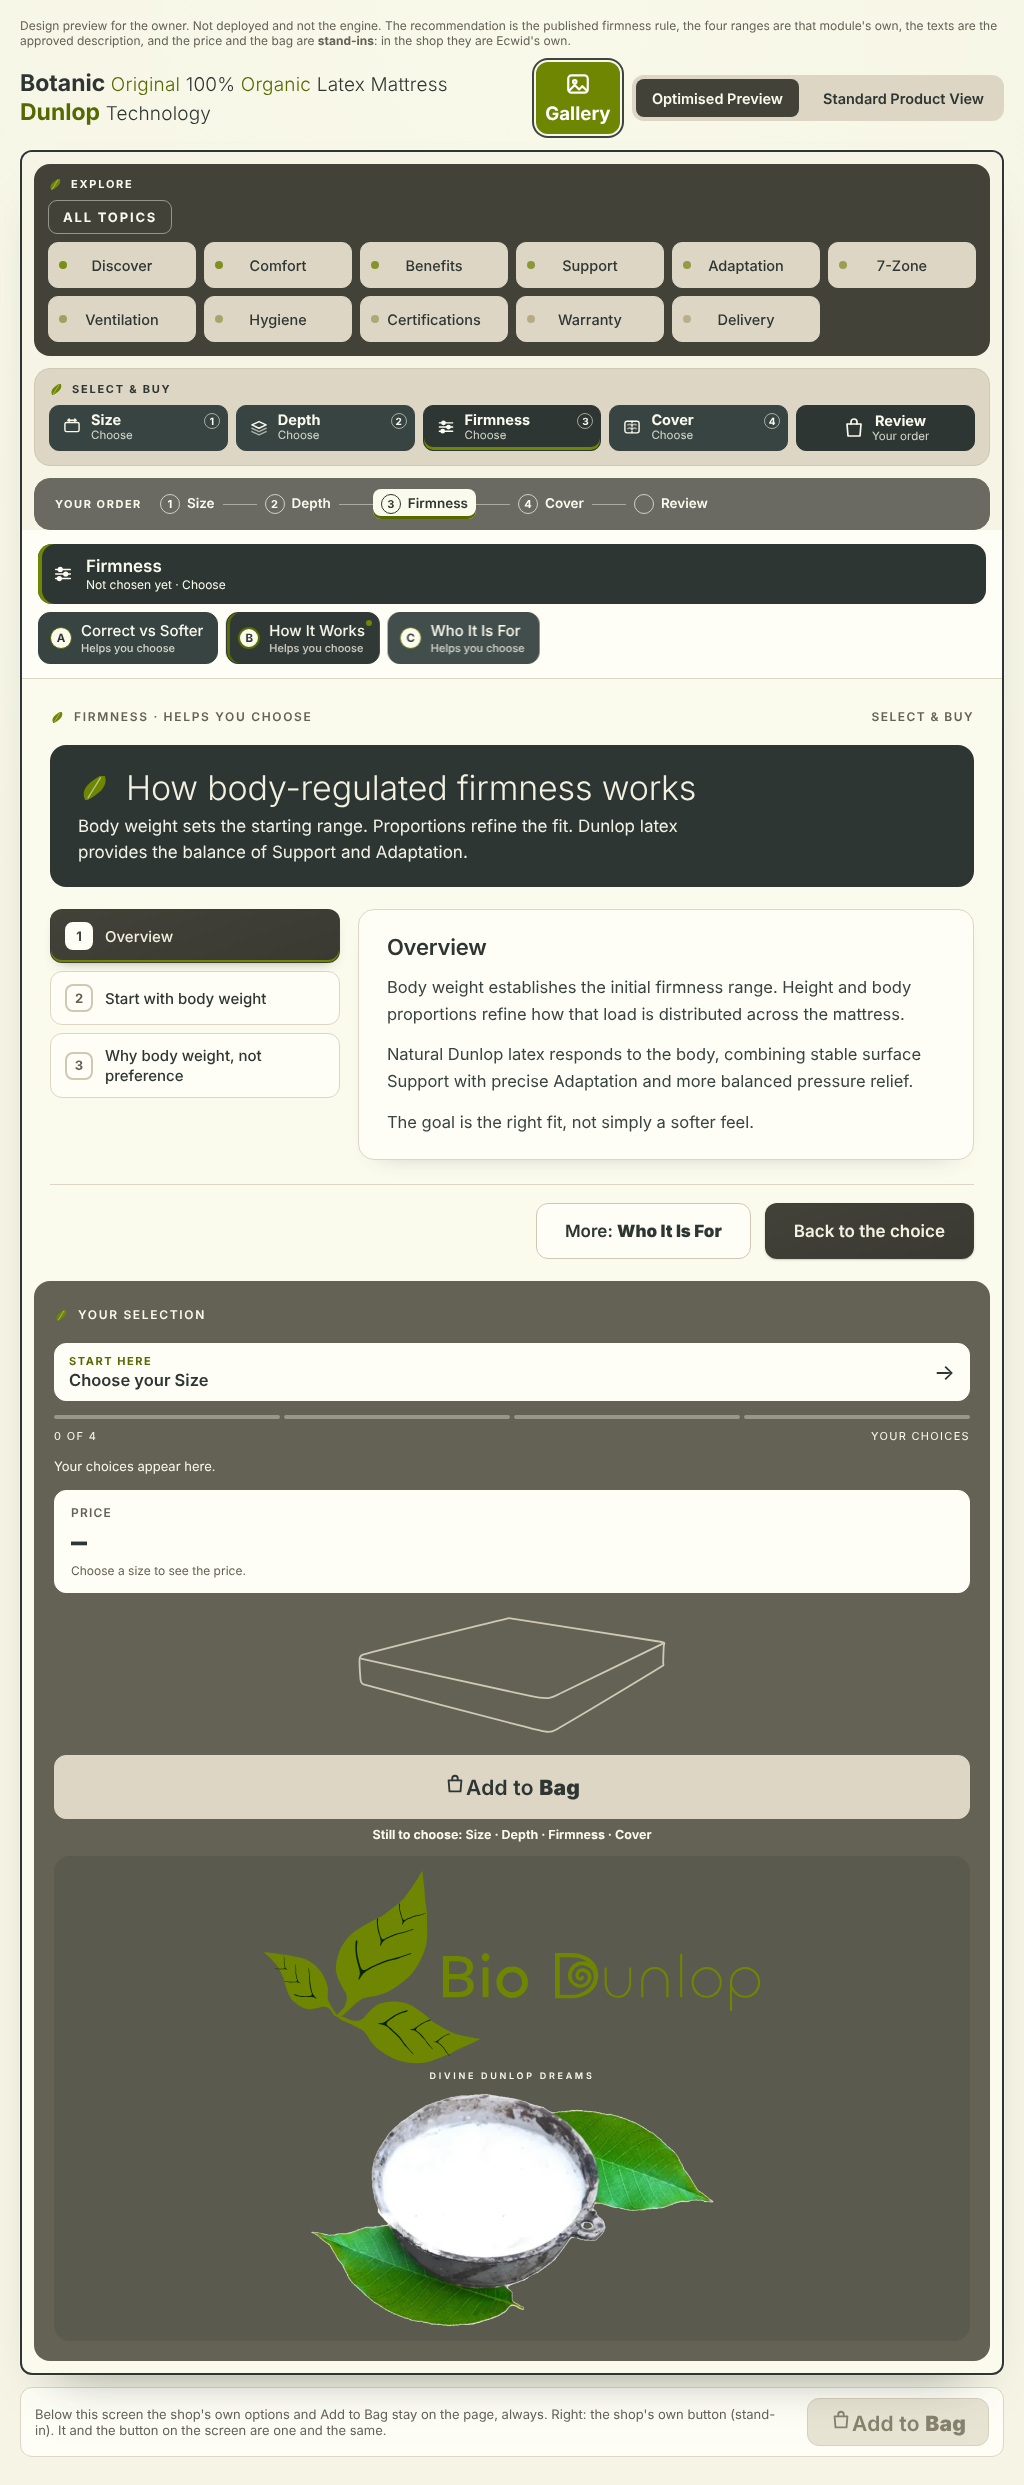 Design preview for the owner. Not deployed and not the engine. The recommendation is the published firmness rule, the four ranges are that module's own, the texts are the
approved description, and the price and the bag are stand-ins: in the shop they are Ecwid's own.
Botanic Original 100% Organic Latex Mattress
Dunlop Technology
Gallery
Optimised Preview
Standard Product View
EXPLORE
ALL TOPICS
Discover
Comfort
Benefits
Support
Adaptation
7-Zone
Ventilation
Hygiene
Certifications
Warranty
Delivery
SELECT & BUY
Size
Choose
1
Depth
Choose
2
Firmness
Choose
3
Cover
Choose
4
Review
Your order
YOUR ORDER
1 Size
2 Depth
3 Firmness
4 Cover
Review
Firmness
Not chosen yet · Choose
A
Correct vs Softer
Helps you choose
B
How It Works
Helps you choose
C
Who It Is For
Helps you choose
FIRMNESS · HELPS YOU CHOOSE
SELECT & BUY
How body-regulated firmness works
Body weight sets the starting range. Proportions refine the fit. Dunlop latex
provides the balance of Support and Adaptation.
1 Overview
2 Start with body weight
3 Why body weight, not
preference
Overview
Body weight establishes the initial firmness range. Height and body
proportions refine how that load is distributed across the mattress.
Natural Dunlop latex responds to the body, combining stable surface
Support with precise Adaptation and more balanced pressure relief.
The goal is the right fit, not simply a softer feel.
More: Who It Is For
Back to the choice
YOUR SELECTION
START HERE
Choose your Size
0 OF 4
YOUR CHOICES
Your choices appear here.
PRICE
–
Choose a size to see the price.
Add to Bag
Still to choose: Size · Depth · Firmness · Cover
Bio Dunlop
DIVINE DUNLOP DREAMS
Below this screen the shop's own options and Add to Bag stay on the page, always. Right: the shop's own button (stand-
in). It and the button on the screen are one and the same.
Add to Bag